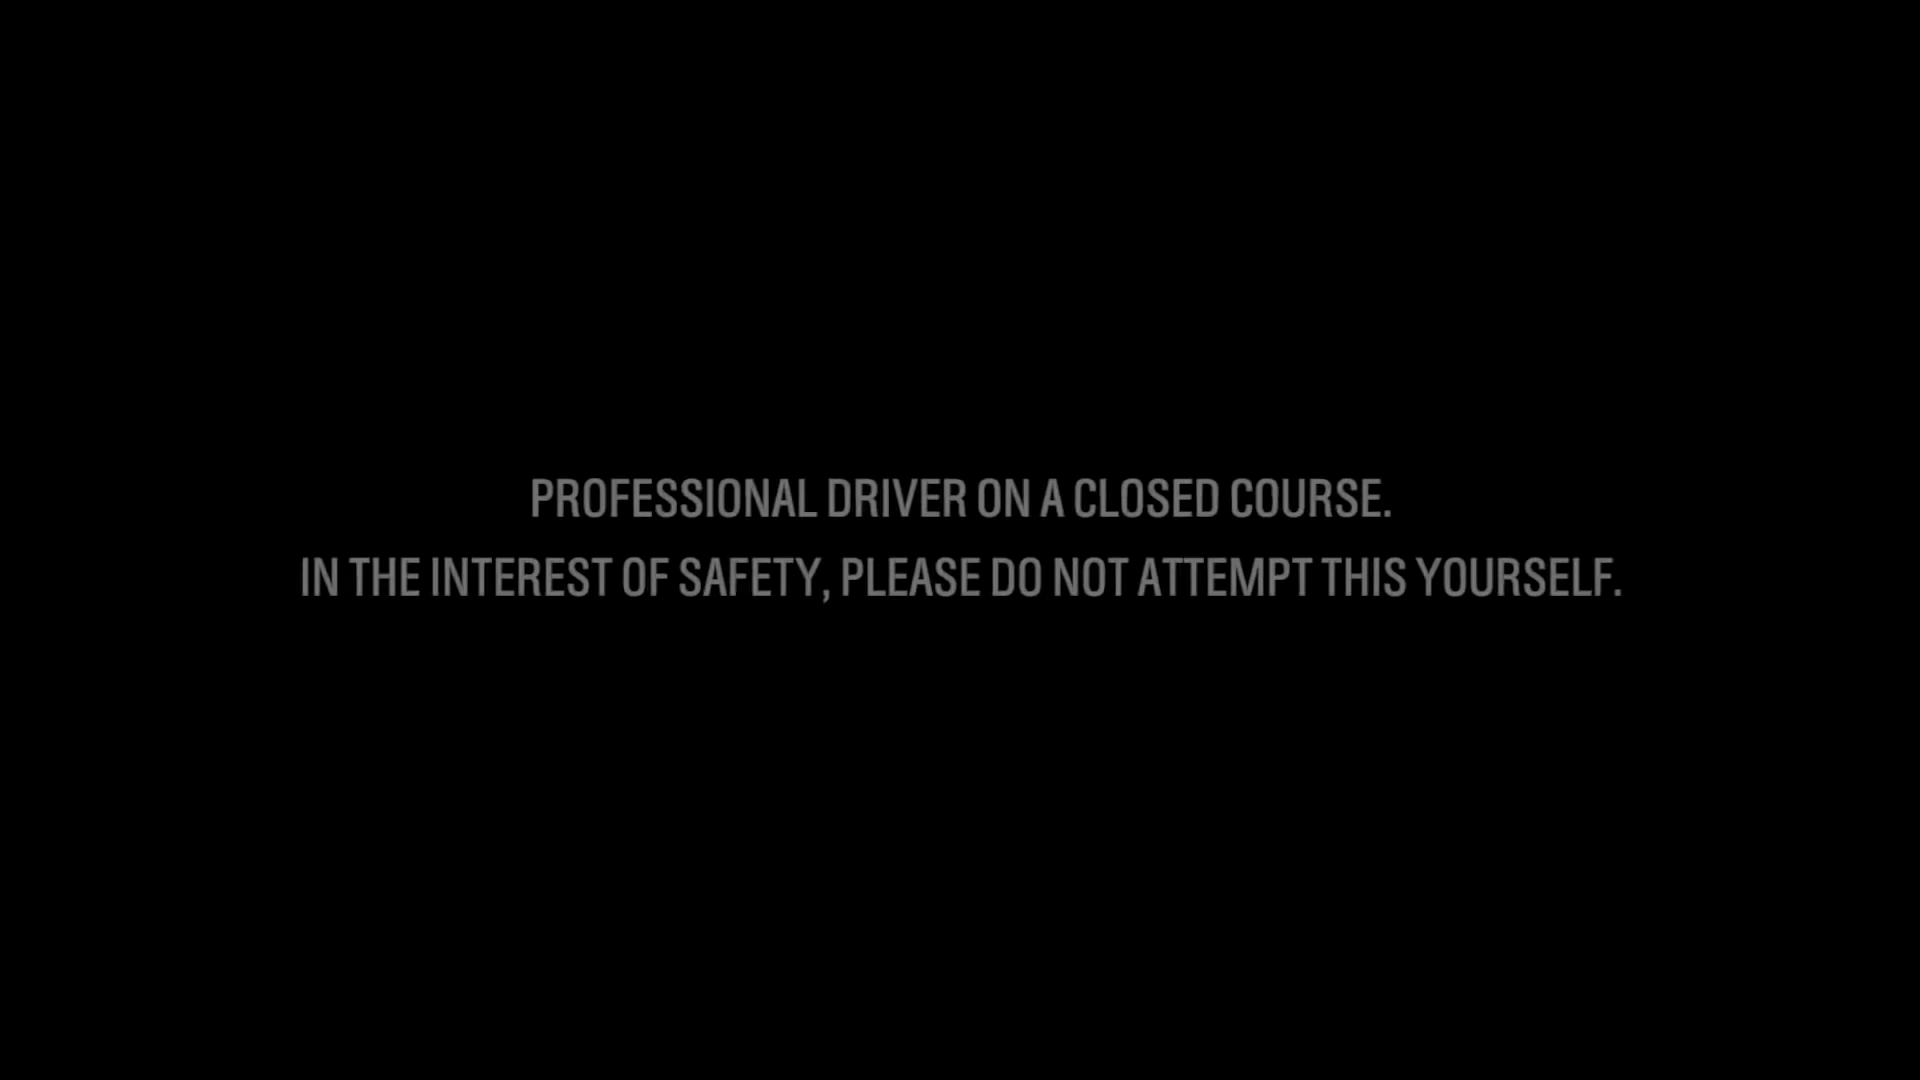 PROFESSIONAL DRIVER ON A CLOSED COURSE.
IN THE INTEREST OF SAFETY, PLEASE DO NOT ATTEMPT THIS YOURSELF.